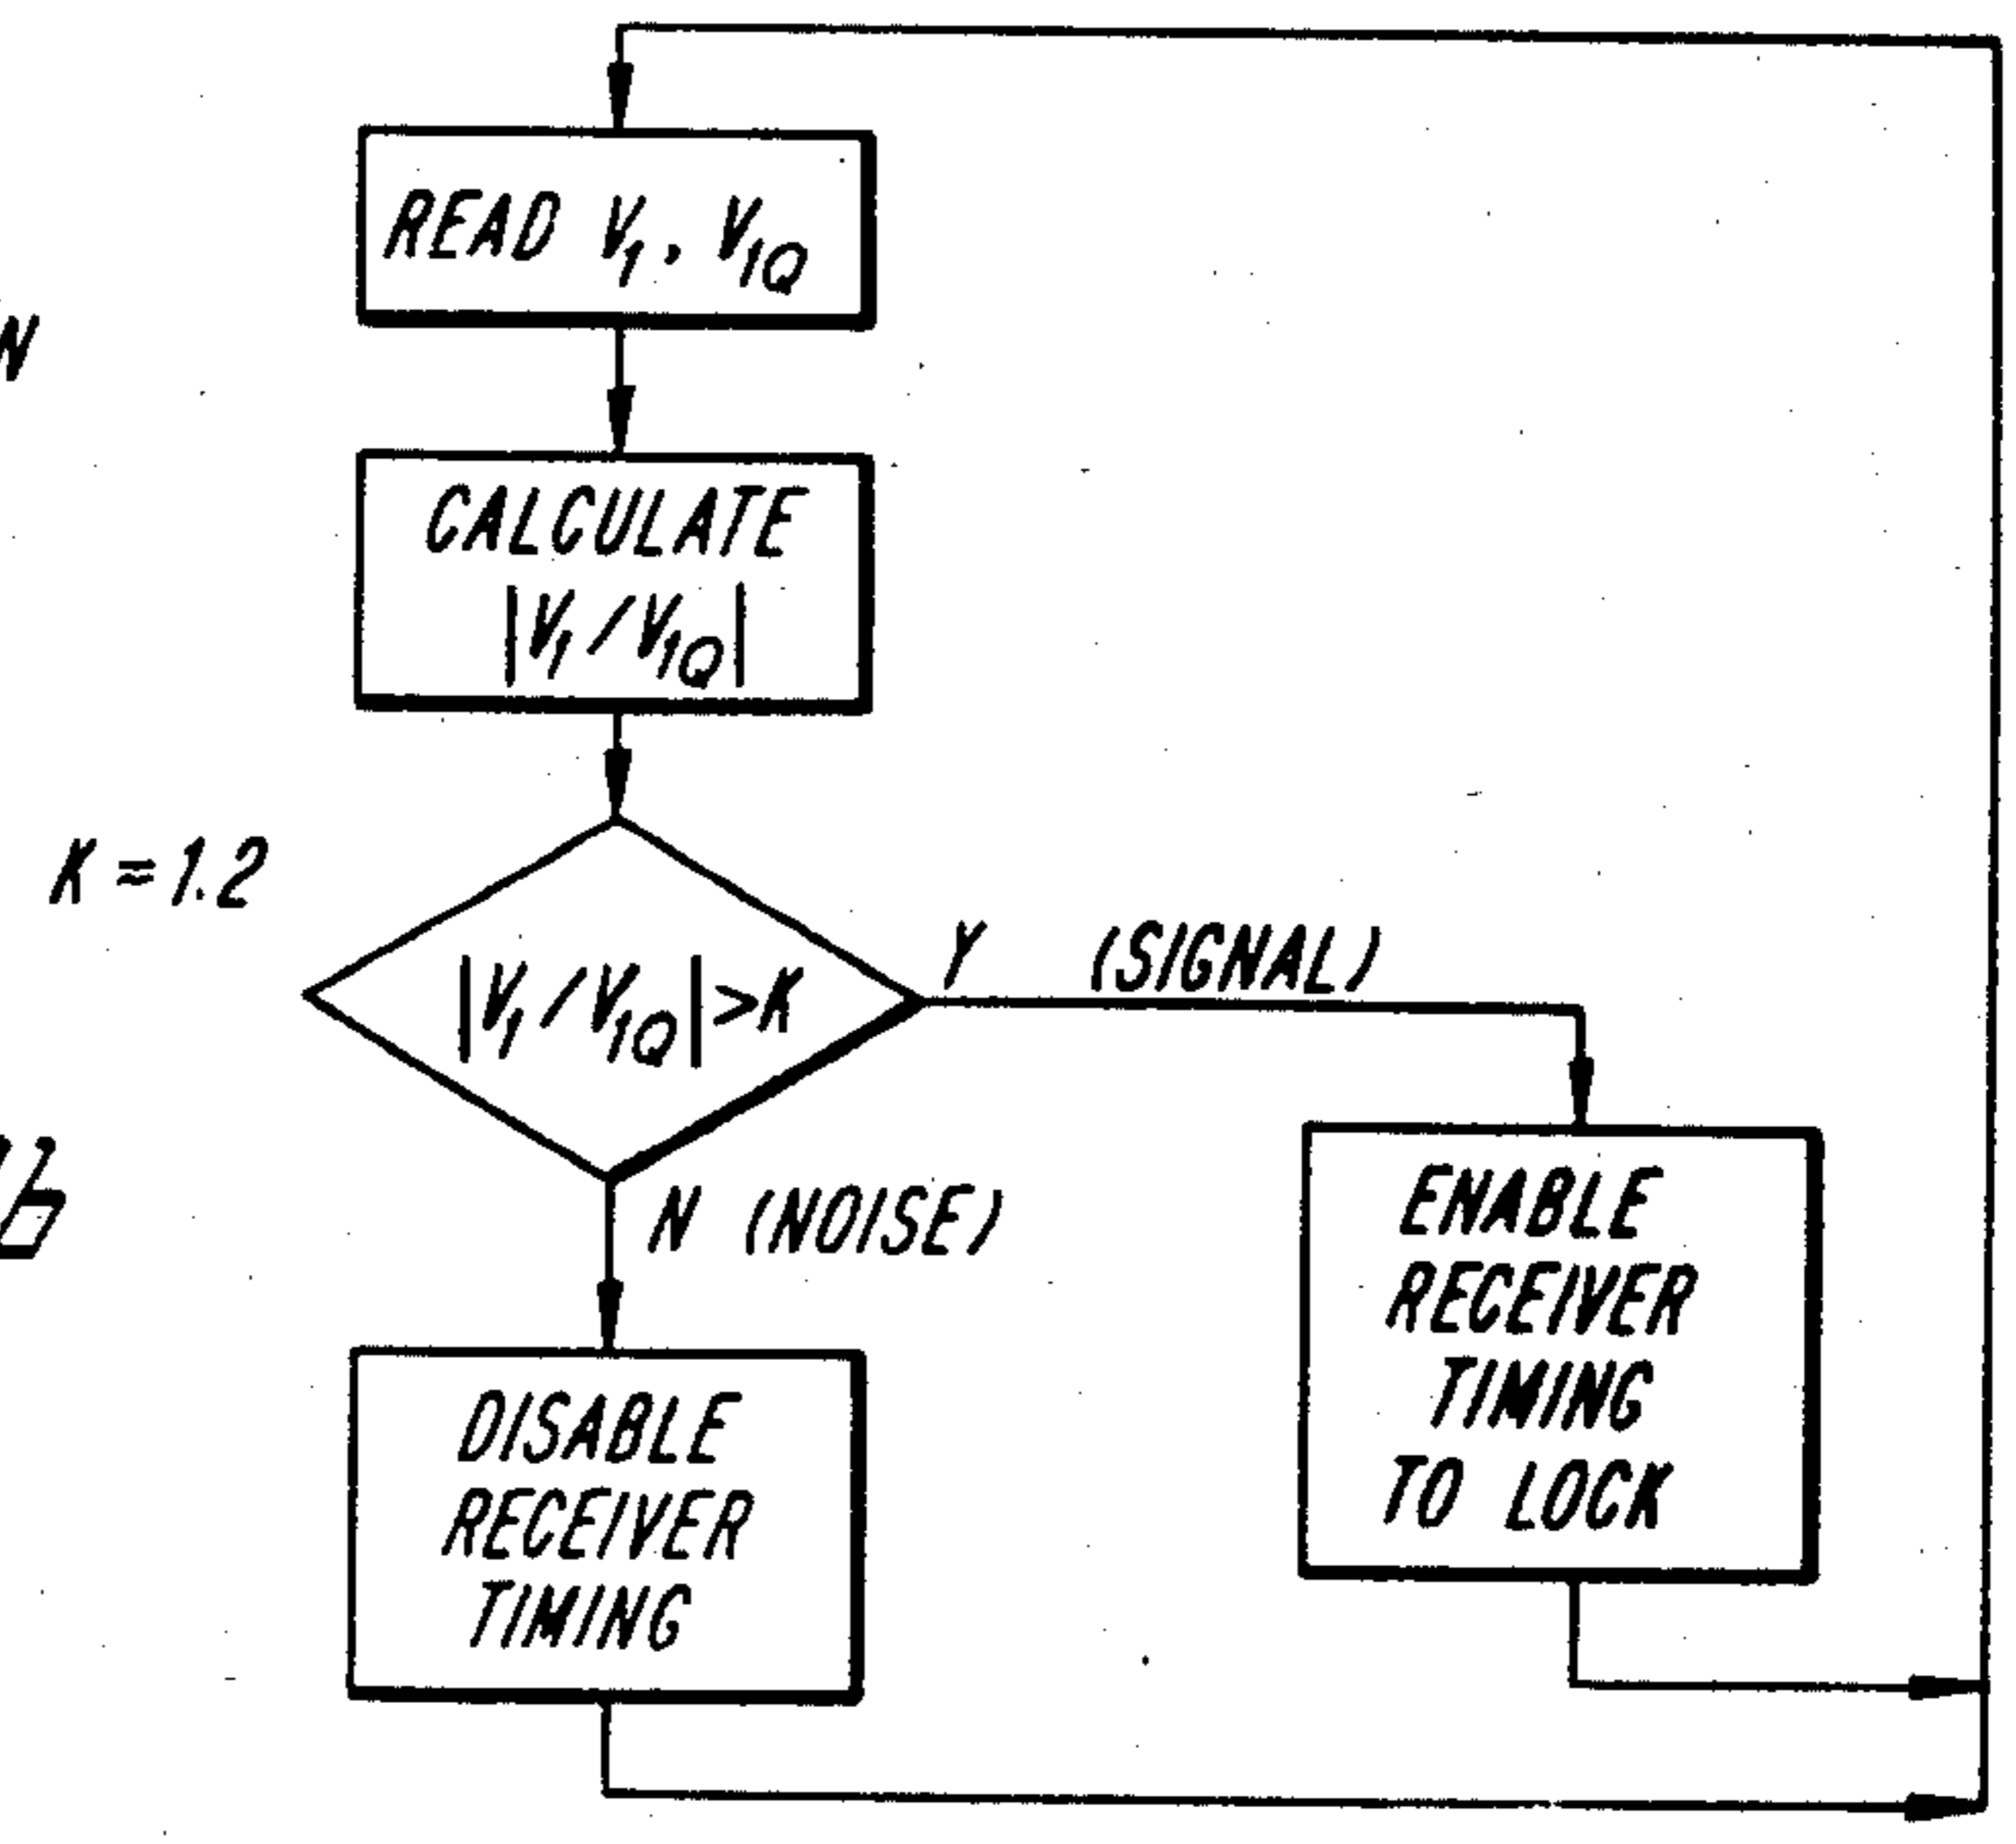 READ V₁, V₁Q
N
CALCULATE
|V₁/V₁Q|
K≈1.2
|V₁/V₁Q|>K
Y (SIGNAL)
N (NOISE)
ENABLE
RECEIVER
TIMING
TO LOCK
DISABLE
RECEIVER
TIMING